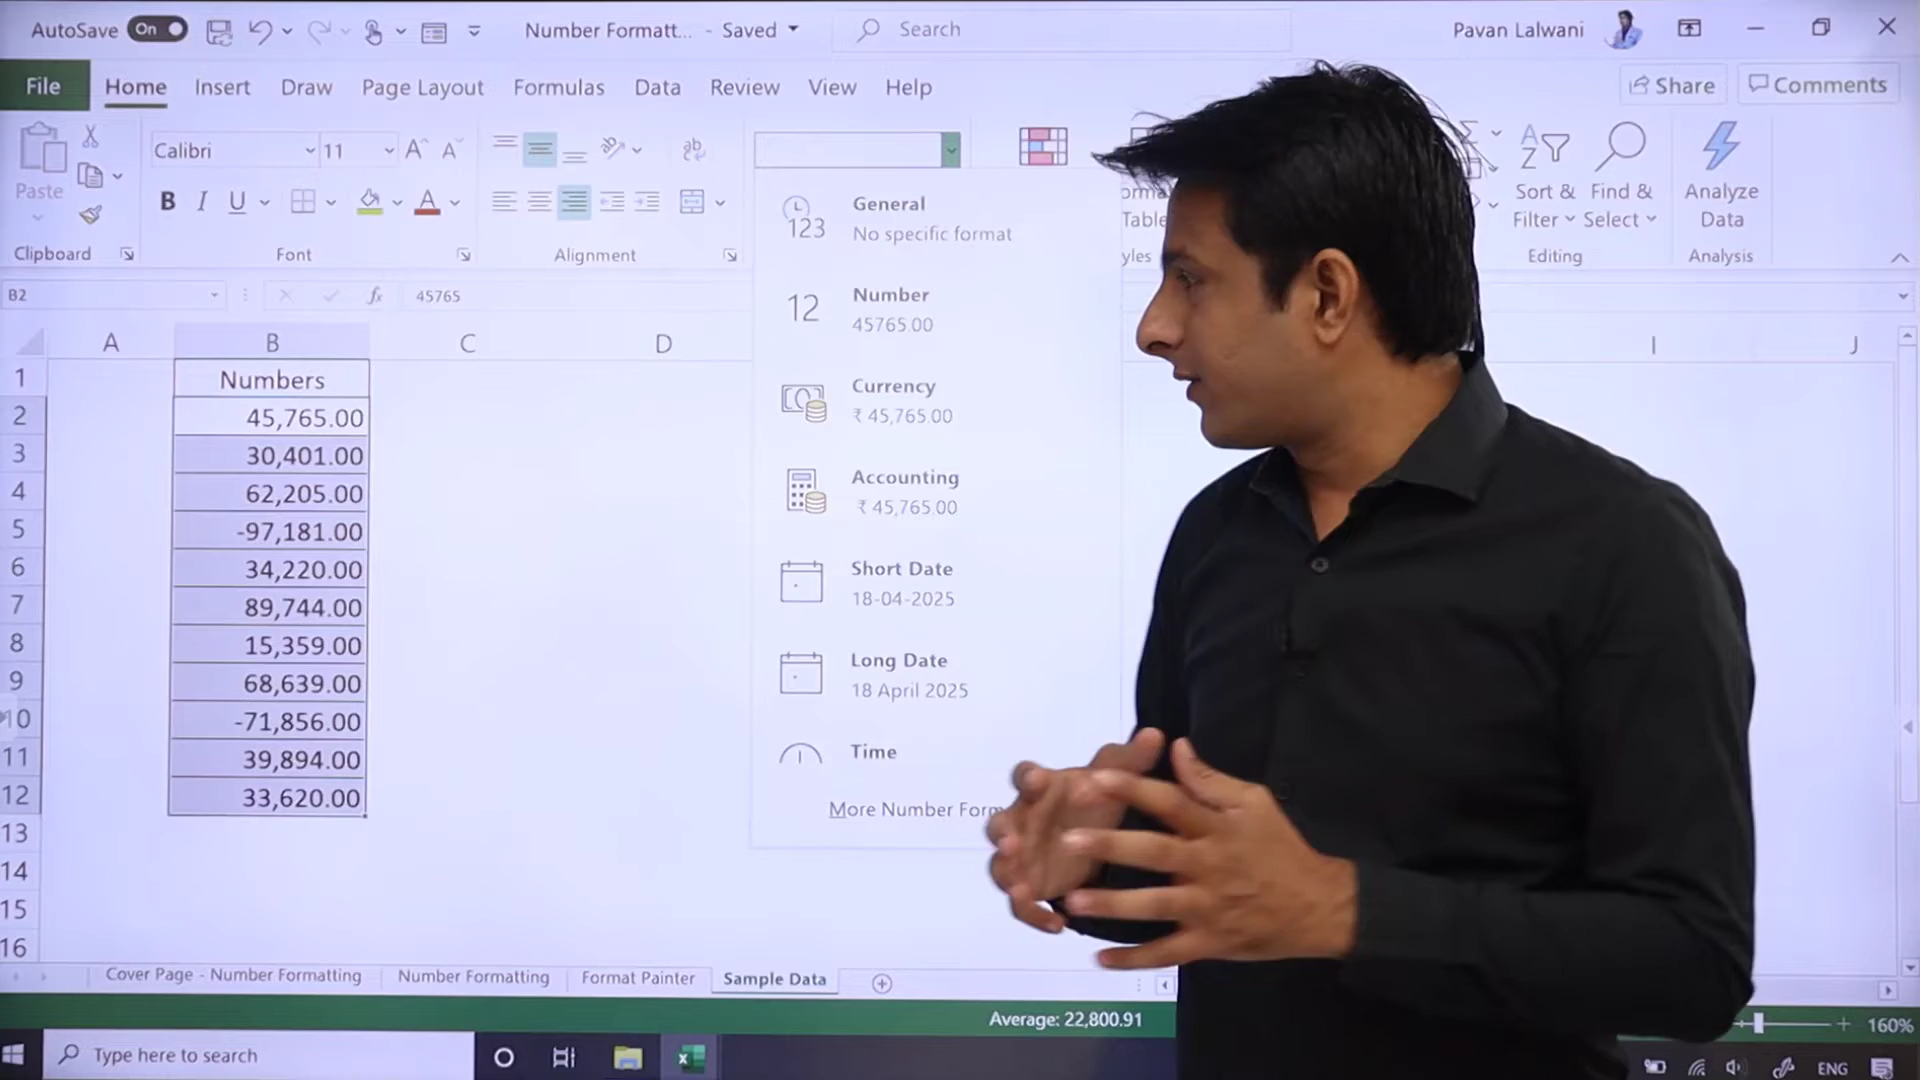 AutoSave On Number Formatt... - Saved Search Pavan Lalwani
File Home Insert Draw Page Layout Formulas Data Review View Help Share Comments
Calibri 11
Paste
B I U
General
No specific format
Number
45765.00
Currency
₹ 45,765.00
Accounting
₹ 45,765.00
Short Date
18-04-2025
Long Date
18 April 2025
Time
Table
Sort & Filter
Find & Select
Analyze Data
Clipboard Font Alignment Editing Analysis
B2 fx 45765
A B C D I J
1 Numbers
2 45,765.00
3 30,401.00
4 62,205.00
5 -97,181.00
6 34,220.00
7 89,744.00
8 15,359.00
9 68,639.00
10 -71,856.00
11 39,894.00
12 33,620.00
13
14
15
16
More Number Form
Cover Page - Number Formatting Number Formatting Format Painter Sample Data
Average: 22,800.91 160%
Type here to search ENG